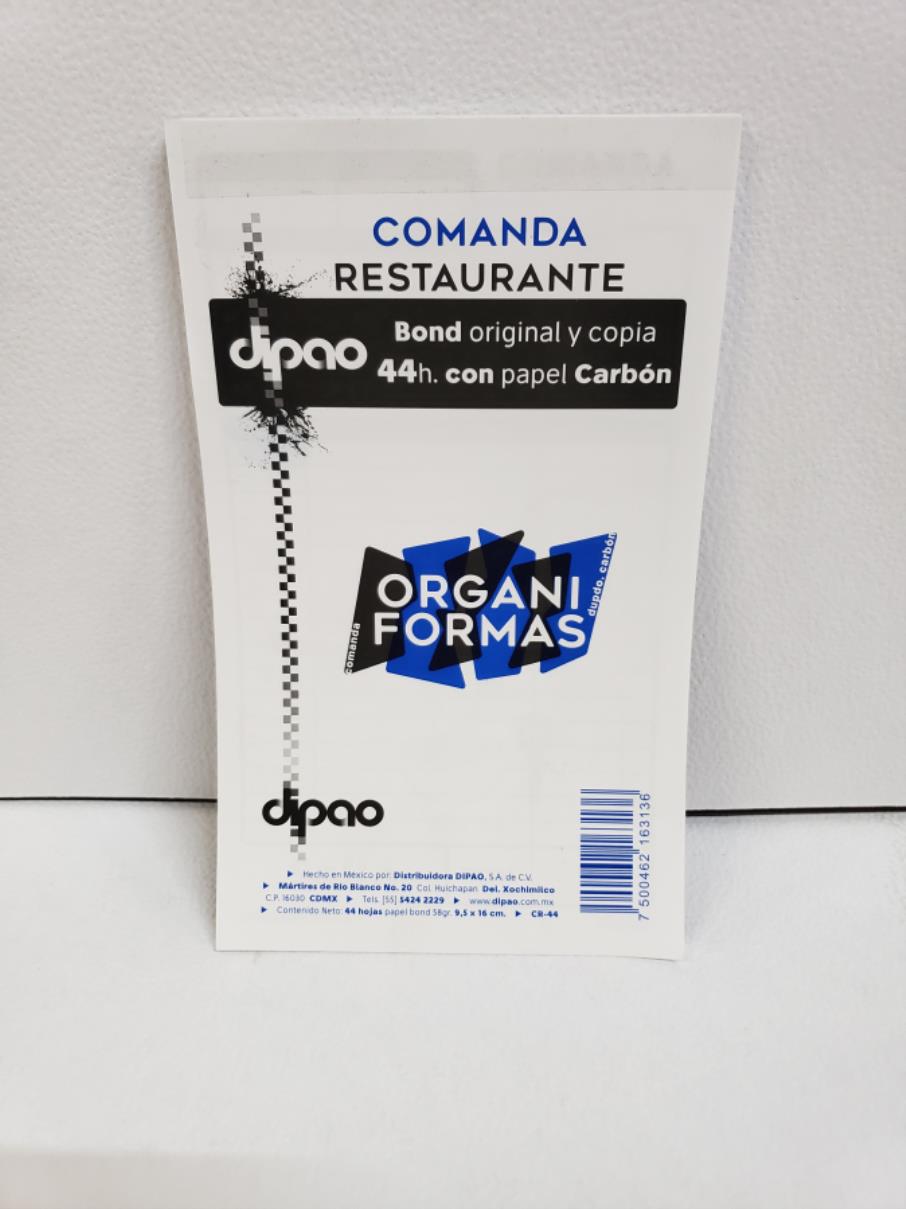 COMANDA
RESTAURANTE
dipao
Bond original y copia
44h. con papel Carbón
comanda
ORGANI
FORMAS
dupdo, carbón
dipao
Hecho en México por: Distribuidora DIPAO, S.A. de C.V.
Mártires de Río Blanco No. 20 Col. Huichapan Del. Xochimilco
C.P. 16030 CDMX Tels. [55] 5424 2229 www.dipao.com.mx
Contenido Neto: 44 hojas papel bond 58gr. 9,5 x 16 cm. CR-44
7 500462 163136